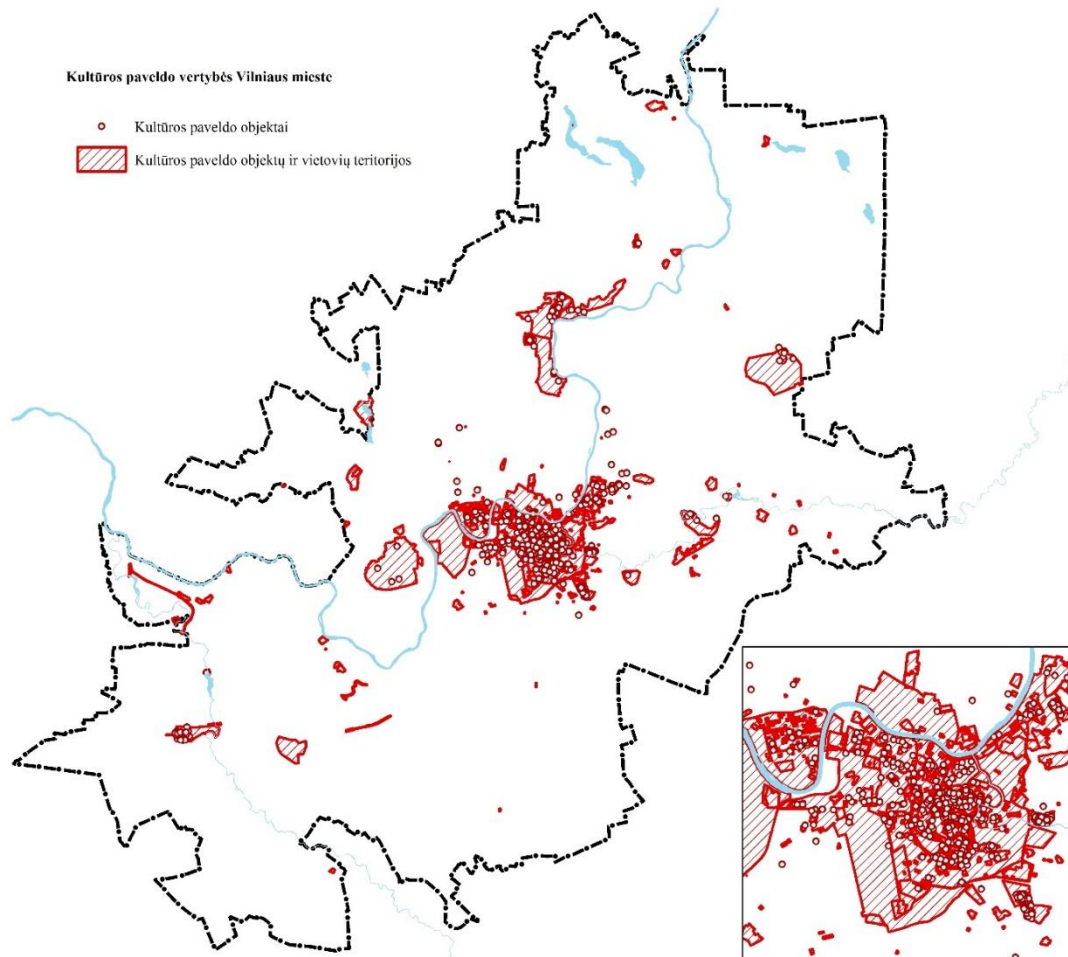 Kultūros paveldo vertybės Vilniaus mieste
Kultūros paveldo objektai
Kultūros paveldo objektų ir vietovių teritorijos